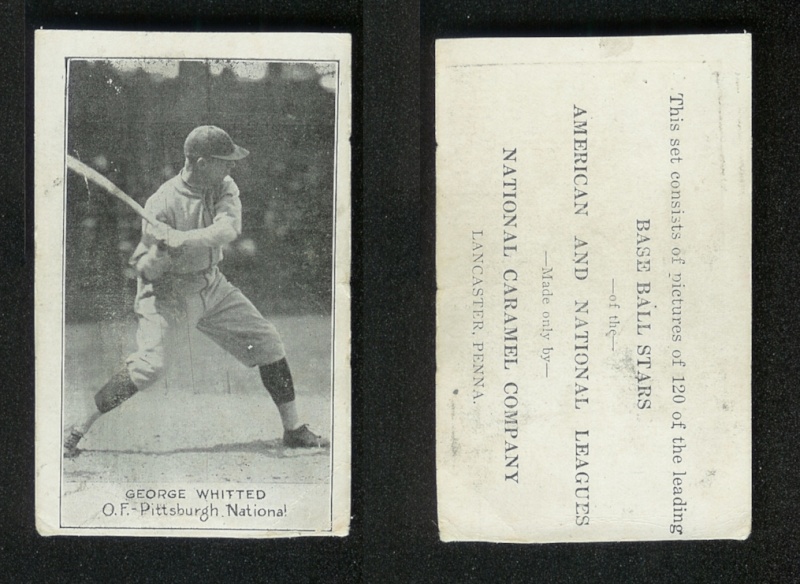 GEORGE WHITTED
O.F.-Pittsburgh. National
This set consists of pictures of 120 of the leading
BASE BALL STARS
—of the—
AMERICAN AND NATIONAL LEAGUES
—Made only by—
NATIONAL CARAMEL COMPANY
LANCASTER, PENNA.